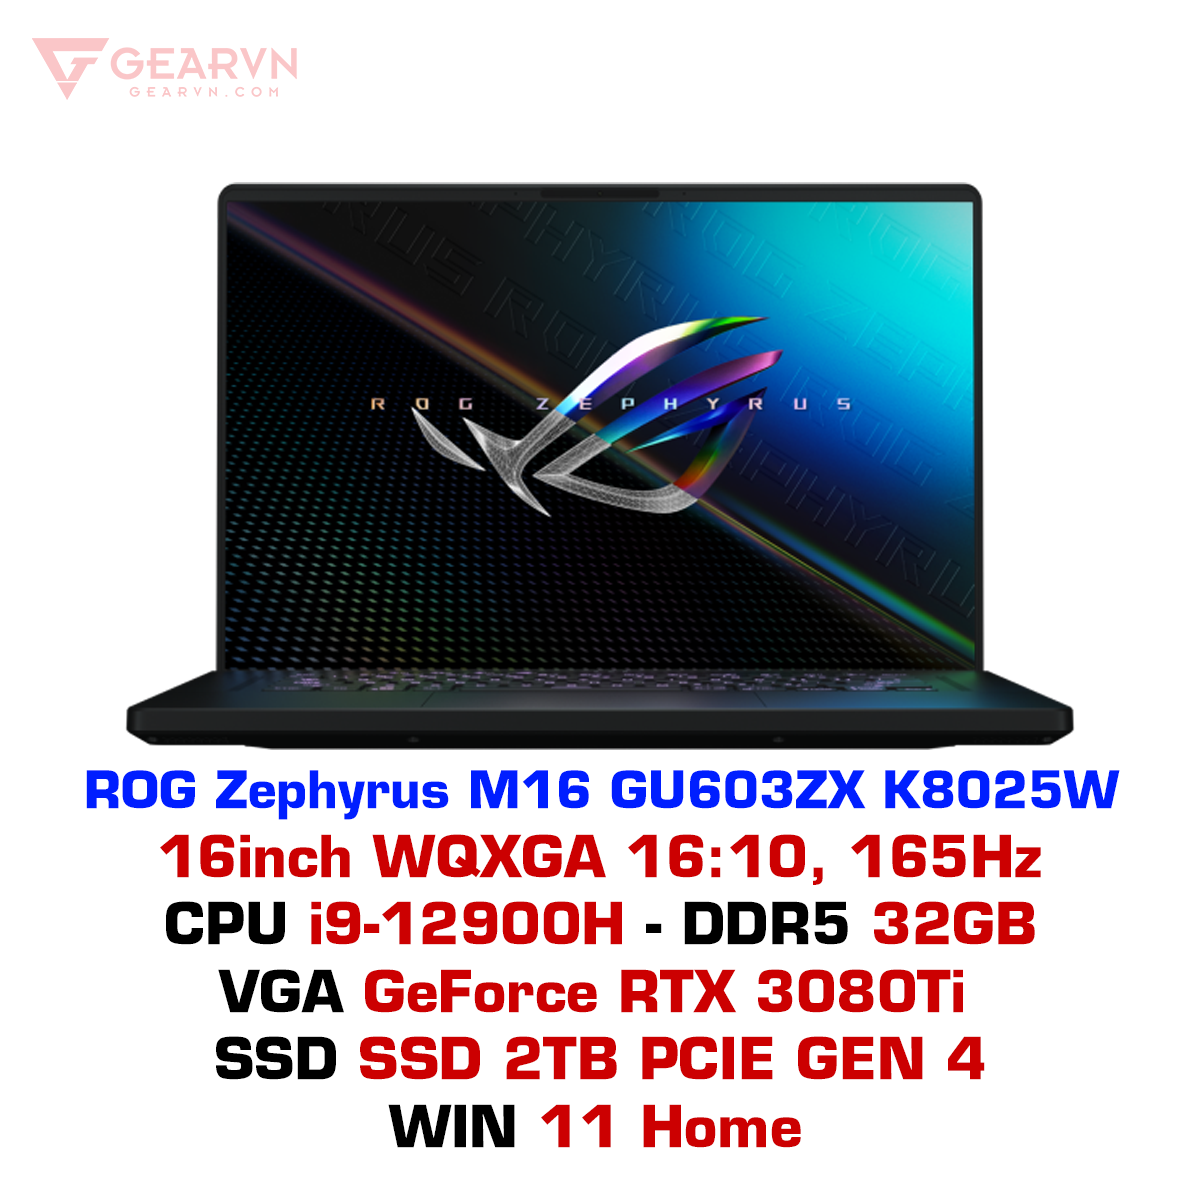 GEARVN
GEARVN.COM
ROG ZEPHYRUS
ROG Zephyrus M16 GU603ZX K8025W
16inch WQXGA 16:10, 165Hz
CPU i9-12900H - DDR5 32GB
VGA GeForce RTX 3080Ti
SSD SSD 2TB PCIE GEN 4
WIN 11 Home